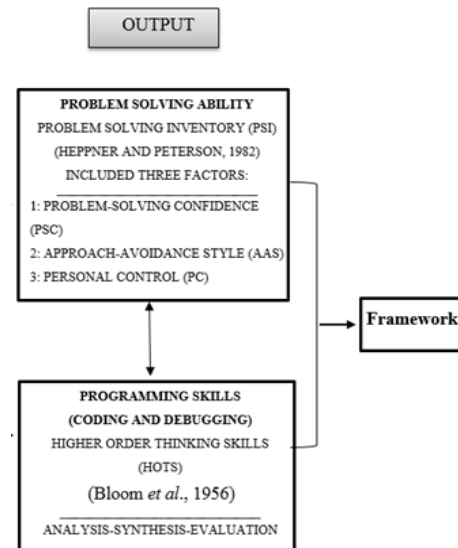 OUTPUT
PROBLEM SOLVING ABILITY
PROBLEM SOLVING INVENTORY (PSI)
(HEPPNER AND PETERSON, 1982)
INCLUDED THREE FACTORS:
1: PROBLEM-SOLVING CONFIDENCE
(PSC)
2: APPROACH-AVOIDANCE STYLE (AAS)
3: PERSONAL CONTROL (PC)
Framework
PROGRAMMING SKILLS
(CODING AND DEBUGGING)
HIGHER ORDER THINKING SKILLS
(HOTS)
(Bloom et al., 1956)
ANALYSIS-SYNTHESIS-EVALUATION